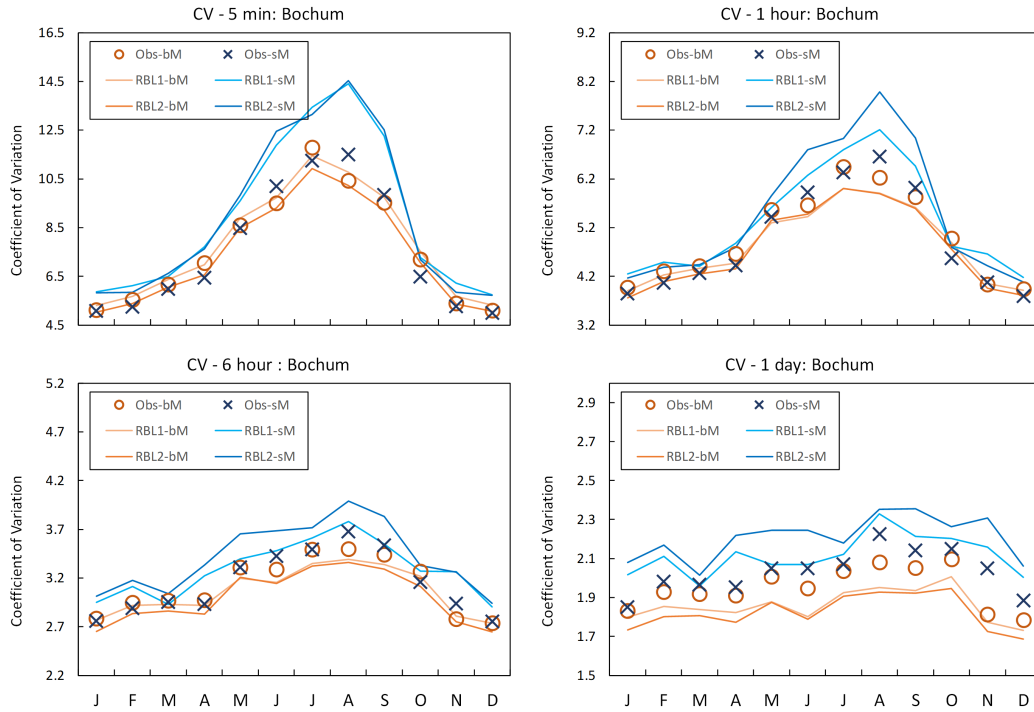 CV - 5 min: Bochum
16.5
14.5
12.5
10.5
8.5
6.5
4.5
Coefficient of Variation
Obs-bM Obs-sM
RBL1-bM RBL1-sM
RBL2-bM RBL2-sM
CV - 1 hour: Bochum
9.2
8.2
7.2
6.2
5.2
4.2
3.2
Coefficient of Variation
Obs-bM Obs-sM
RBL1-bM RBL1-sM
RBL2-bM RBL2-sM
CV - 6 hour : Bochum
5.2
4.7
4.2
3.7
3.2
2.7
2.2
Coefficient of Variation
Obs-bM Obs-sM
RBL1-bM RBL1-sM
RBL2-bM RBL2-sM
J F M A M J J A S O N D
CV - 1 day: Bochum
2.9
2.7
2.5
2.3
2.1
1.9
1.7
1.5
Coefficient of Variation
Obs-bM Obs-sM
RBL1-bM RBL1-sM
RBL2-bM RBL2-sM
J F M A M J J A S O N D